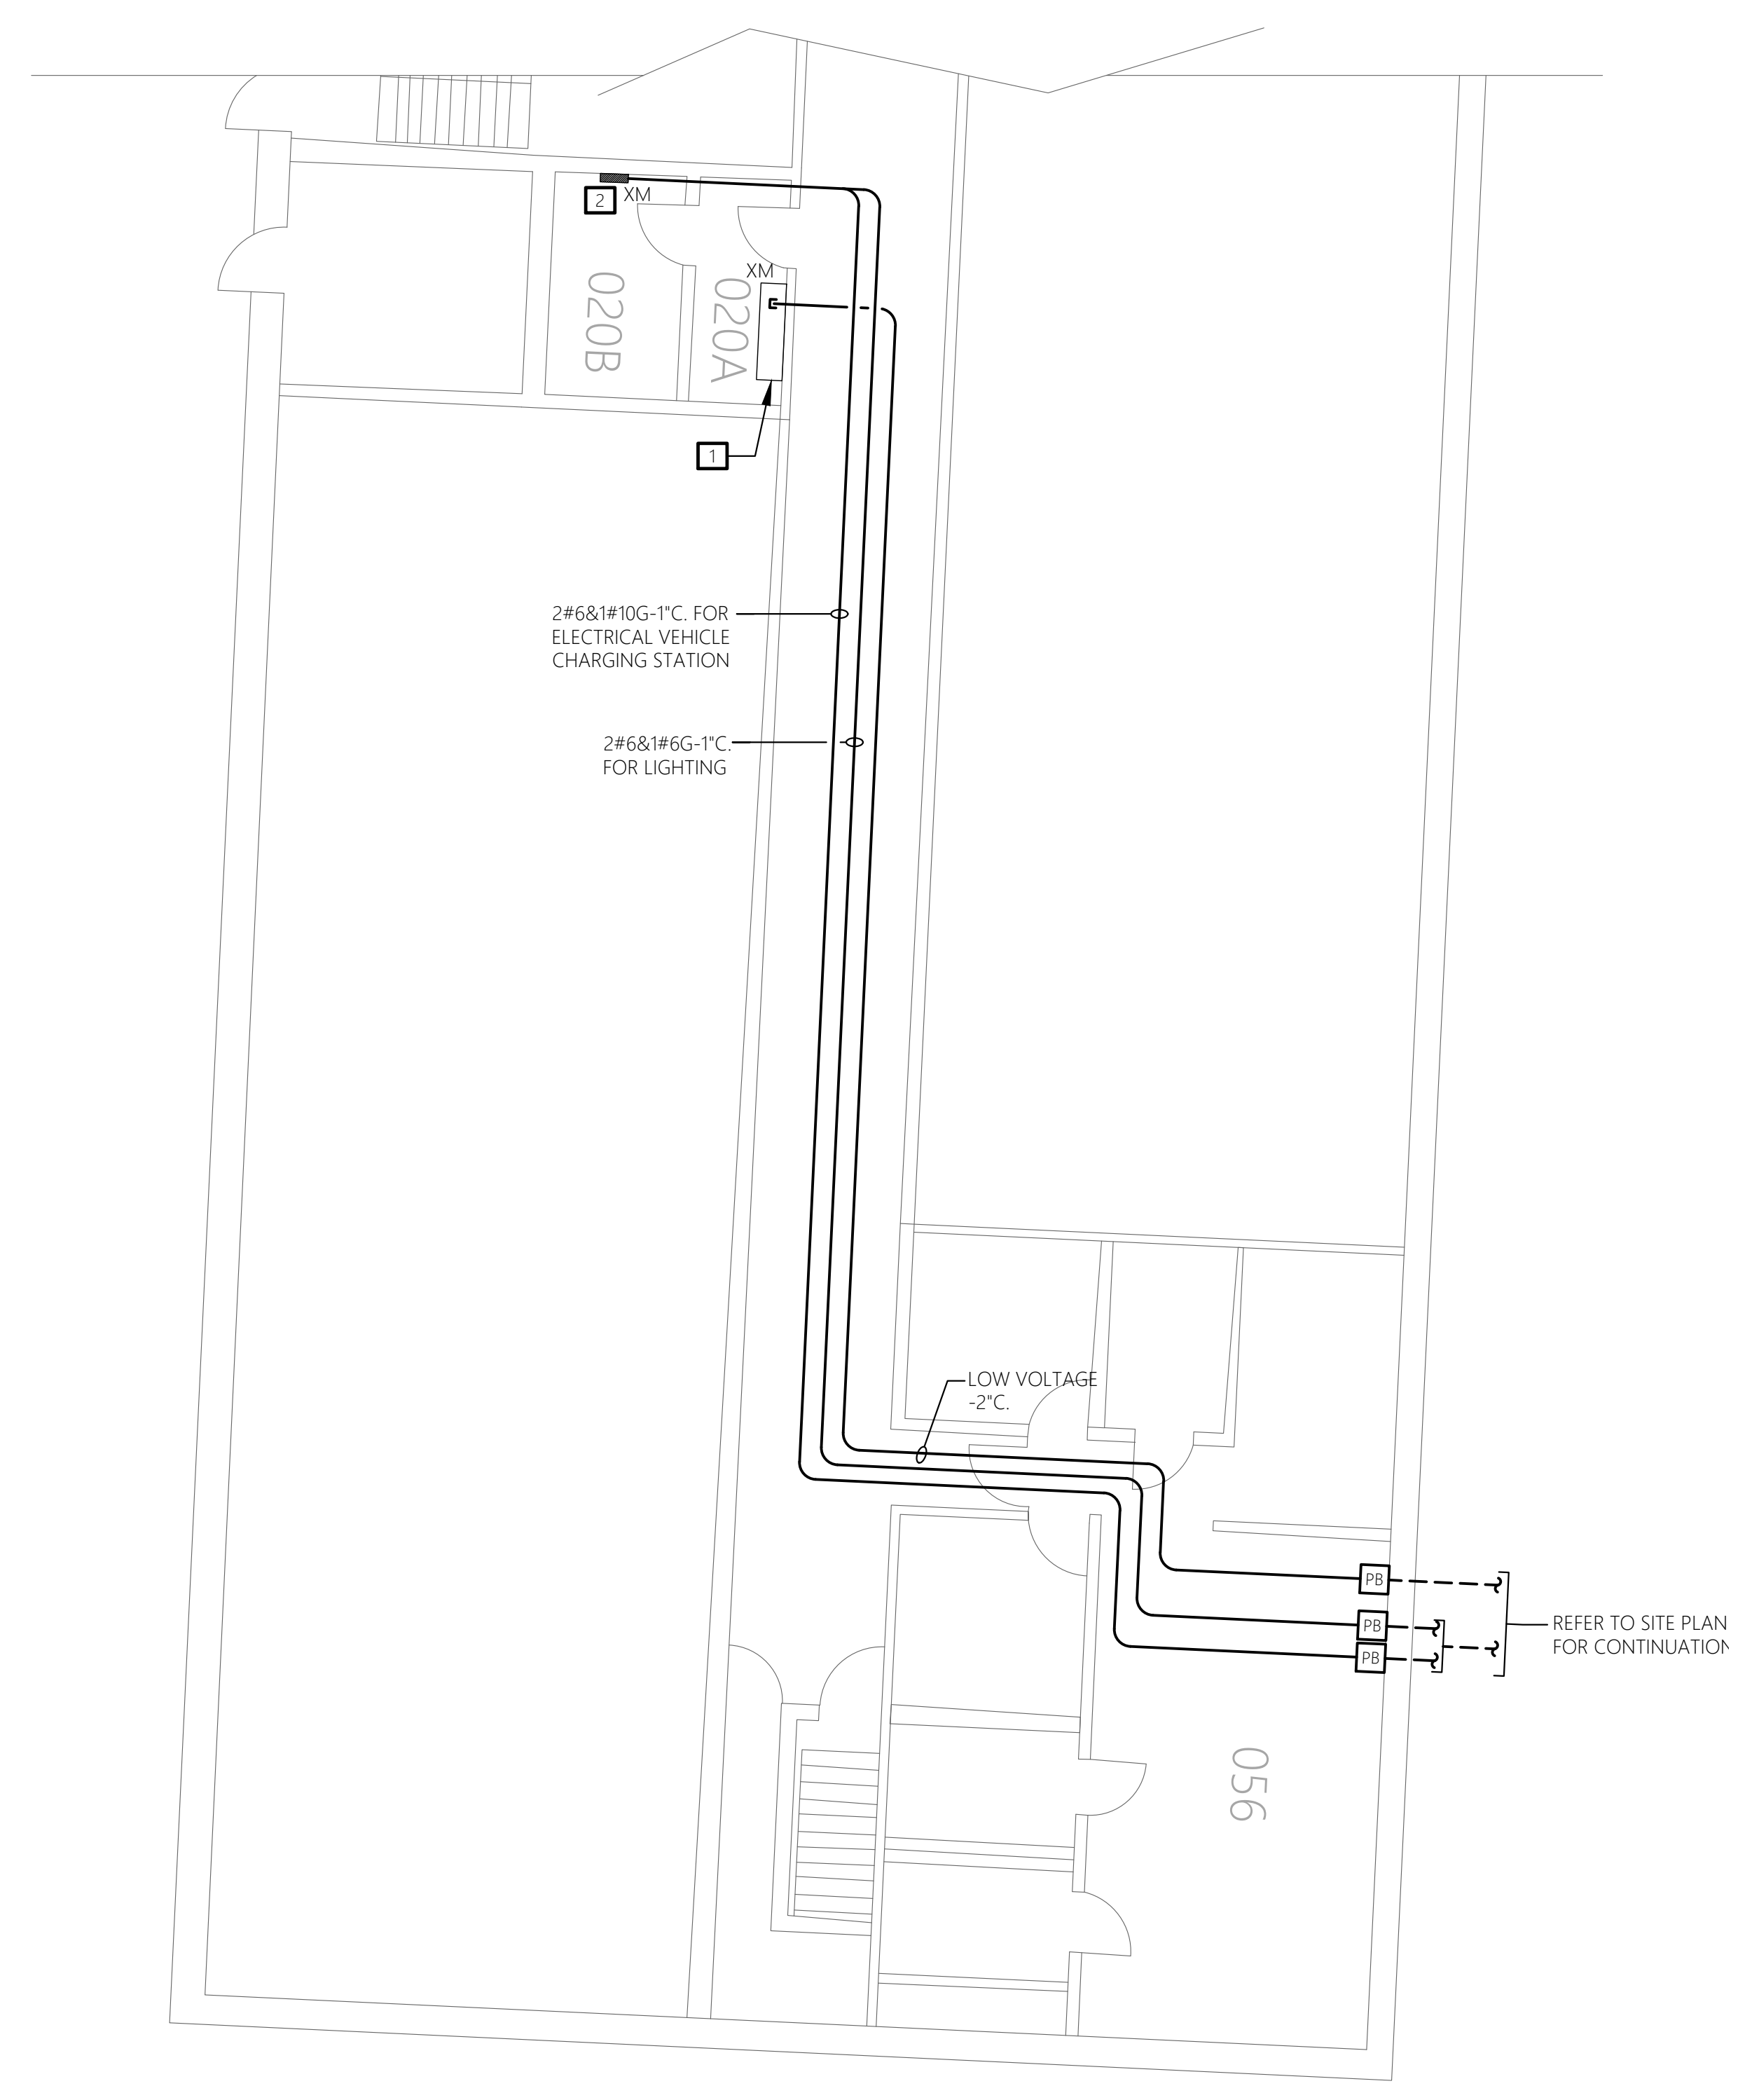 2 XM
XM
020B
020A
1
2#6&1#10G-1"C. FOR
ELECTRICAL VEHICLE
CHARGING STATION
2#6&1#6G-1"C.
FOR LIGHTING
LOW VOLTAGE
-2"C.
PB
PB
PB
REFER TO SITE PLAN
FOR CONTINUATION
056